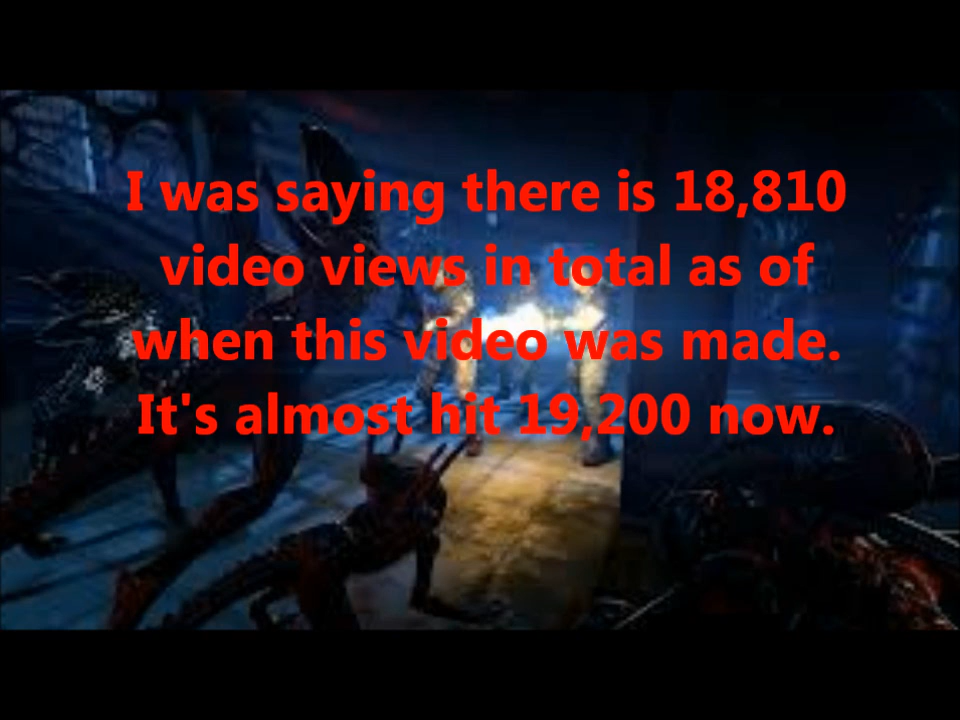 I was saying there is 18,810
video views in total as of
when this video was made.
It's almost hit 19,200 now.